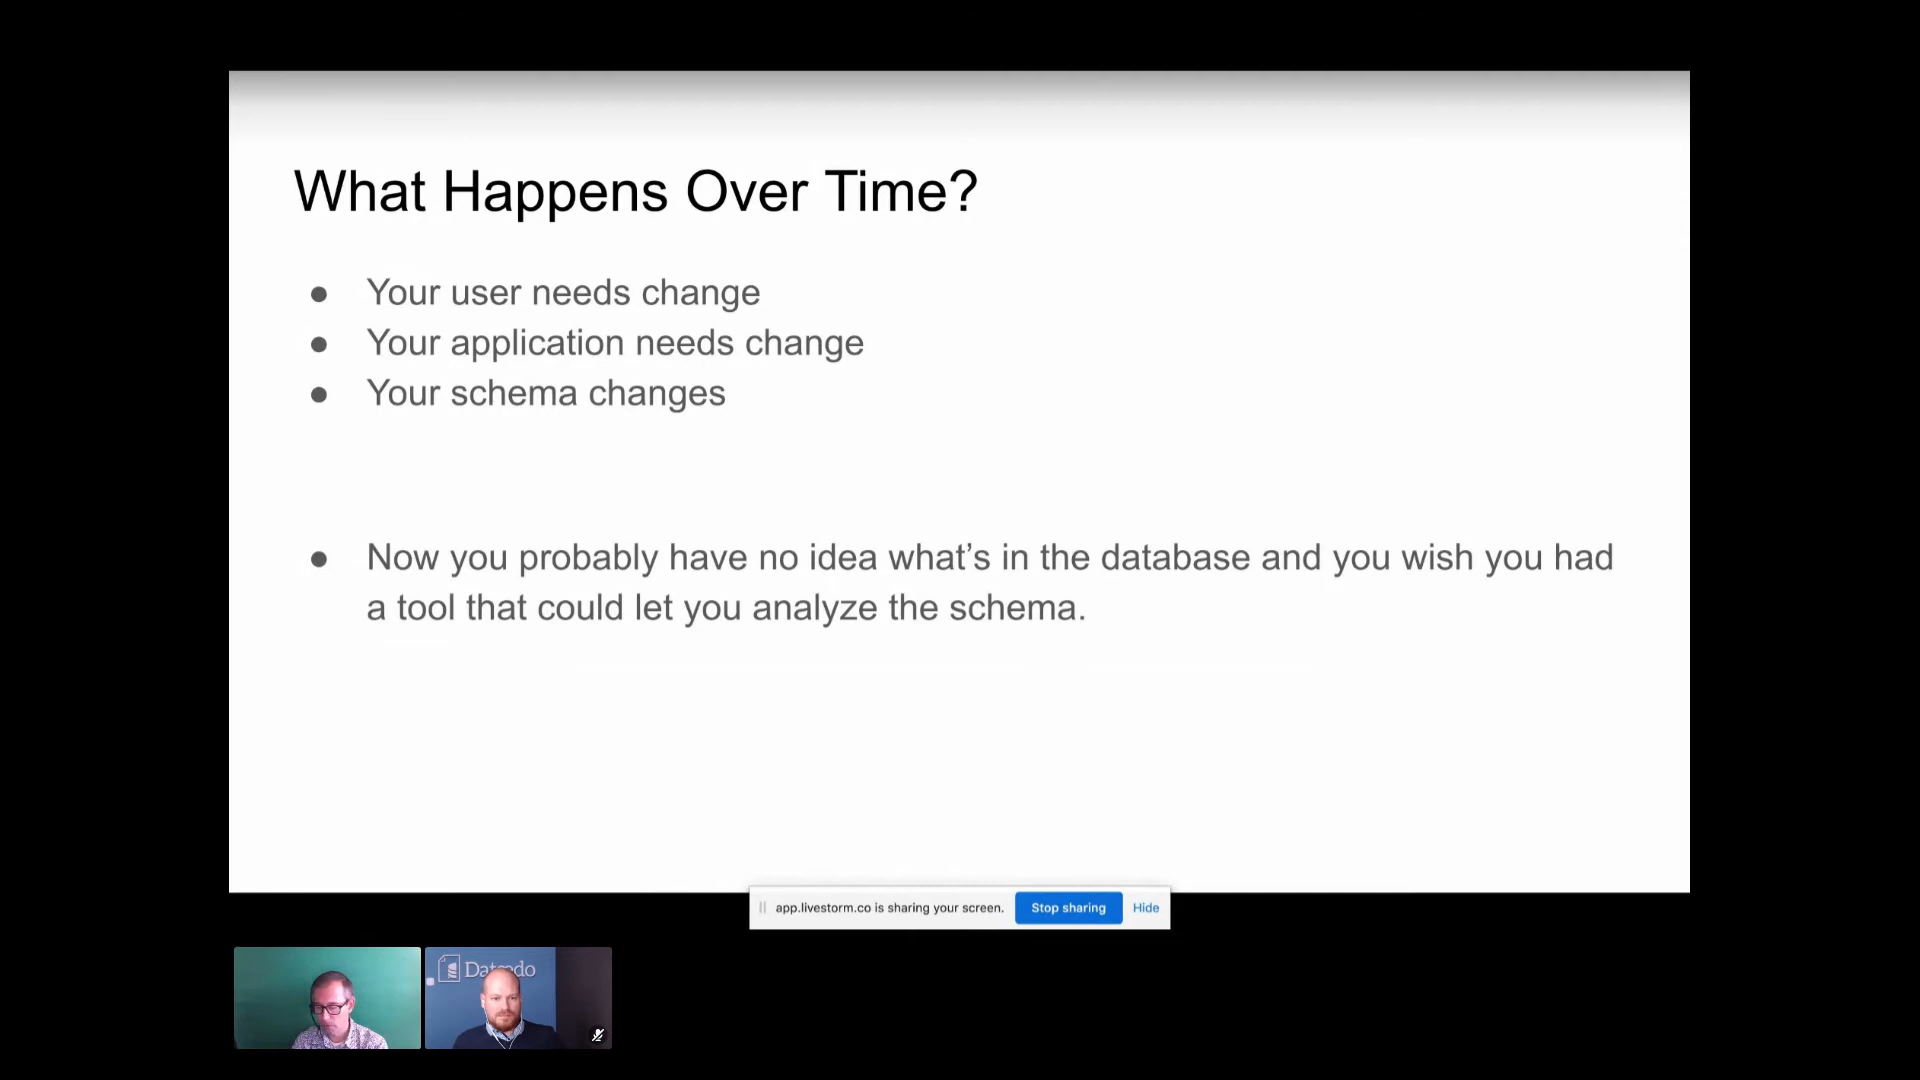 What Happens Over Time?
● Your user needs change
● Your application needs change
● Your schema changes
● Now you probably have no idea what’s in the database and you wish you had
a tool that could let you analyze the schema.
app.livestorm.co is sharing your screen. Stop sharing Hide